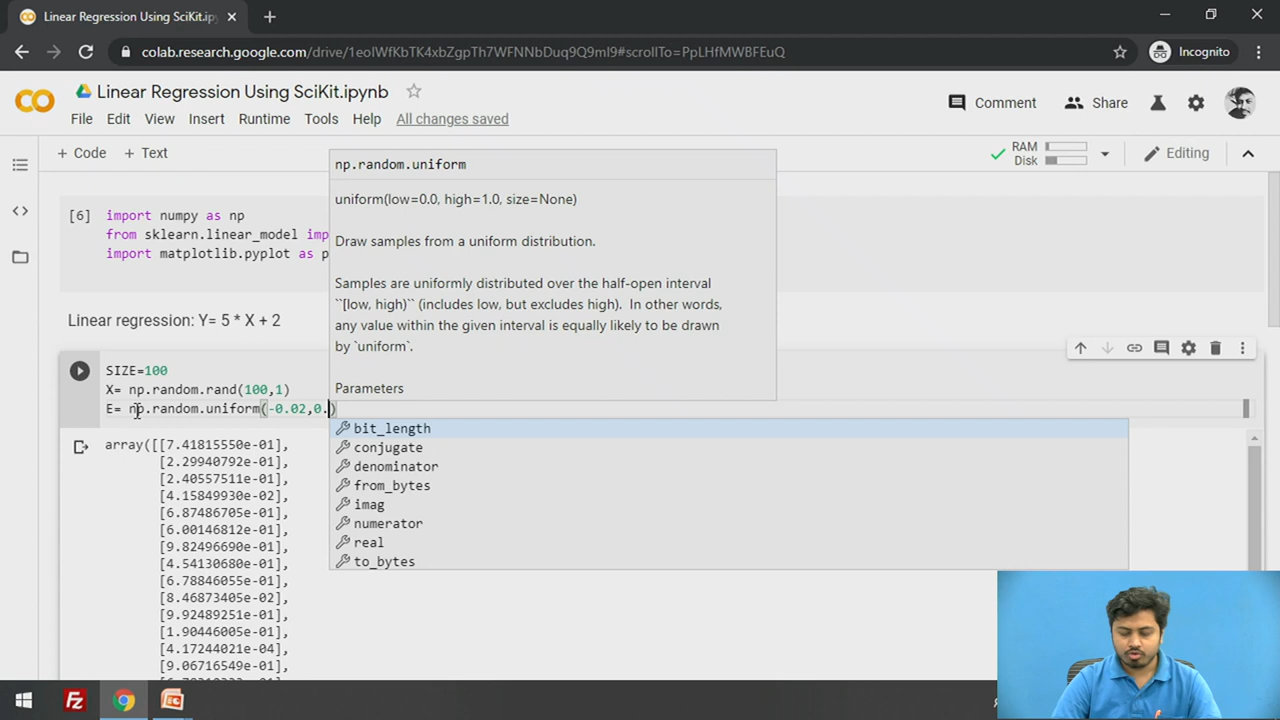 Linear Regression Using SciKit.ip
colab.research.google.com/drive/1eolWfKbTK4xbZgpTh7WFNNbDuq9Q9ml9#scrollTo=PpLHfMWBFEuQ
Incognito
CO
Linear Regression Using SciKit.ipynb
Comment
Share
File Edit View Insert Runtime Tools Help All changes saved
+ Code + Text
RAM
Disk
Editing
np.random.uniform
uniform(low=0.0, high=1.0, size=None)
Draw samples from a uniform distribution.
Samples are uniformly distributed over the half-open interval
``[low, high)`` (includes low, but excludes high). In other words,
any value within the given interval is equally likely to be drawn
by `uniform`.
Parameters
[6] import numpy as np
from sklearn.linear_model imp
import matplotlib.pyplot as p
Linear regression: Y= 5 * X + 2
SIZE=100
X= np.random.rand(100,1)
E= np.random.uniform(-0.02,0.)
bit_length
conjugate
denominator
from_bytes
imag
numerator
real
to_bytes
array([[7.41815550e-01],
[2.29940792e-01],
[2.40557511e-01],
[4.15849930e-02],
[6.87486705e-01],
[6.00146812e-01],
[9.82496690e-01],
[4.54130680e-01],
[6.78846055e-01],
[8.46873405e-02],
[9.92489251e-01],
[1.90446005e-01],
[4.17244021e-04],
[9.06716549e-01],
Fz